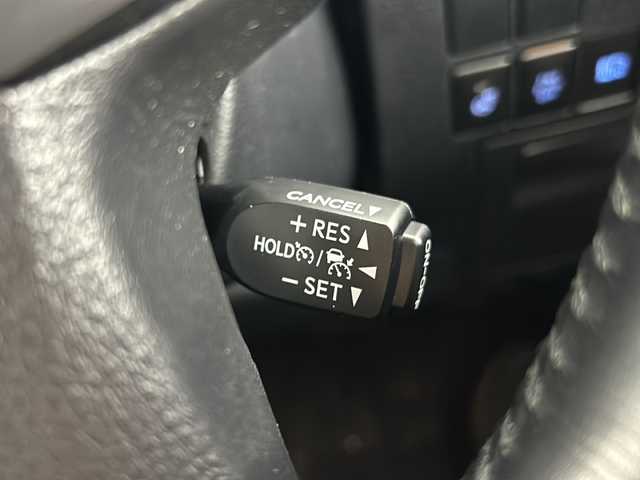 CANCEL▼
+ RES ▲
HOLD / ◀
− SET ▼
ON-OFF